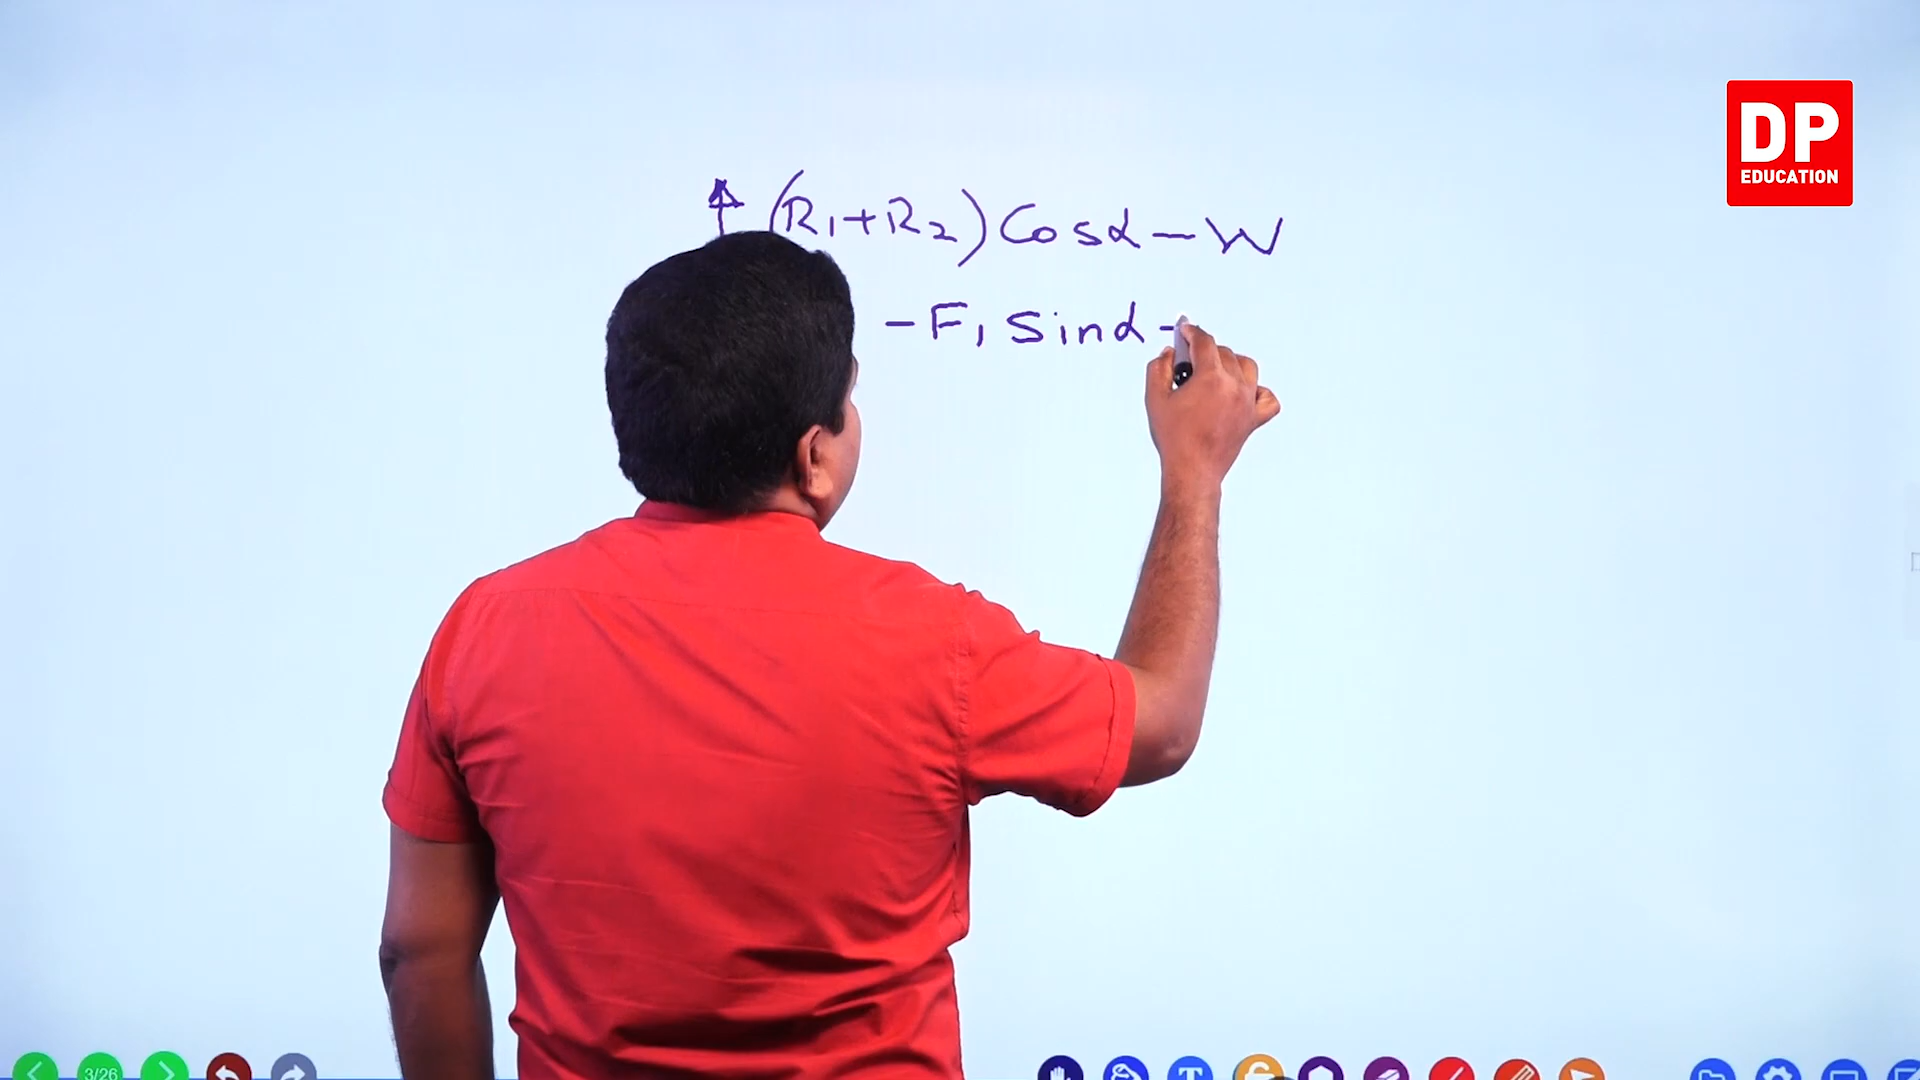 DP
EDUCATION
↑ (R₁+R₂) Cosα - W
- F₁ Sinα -
3/26